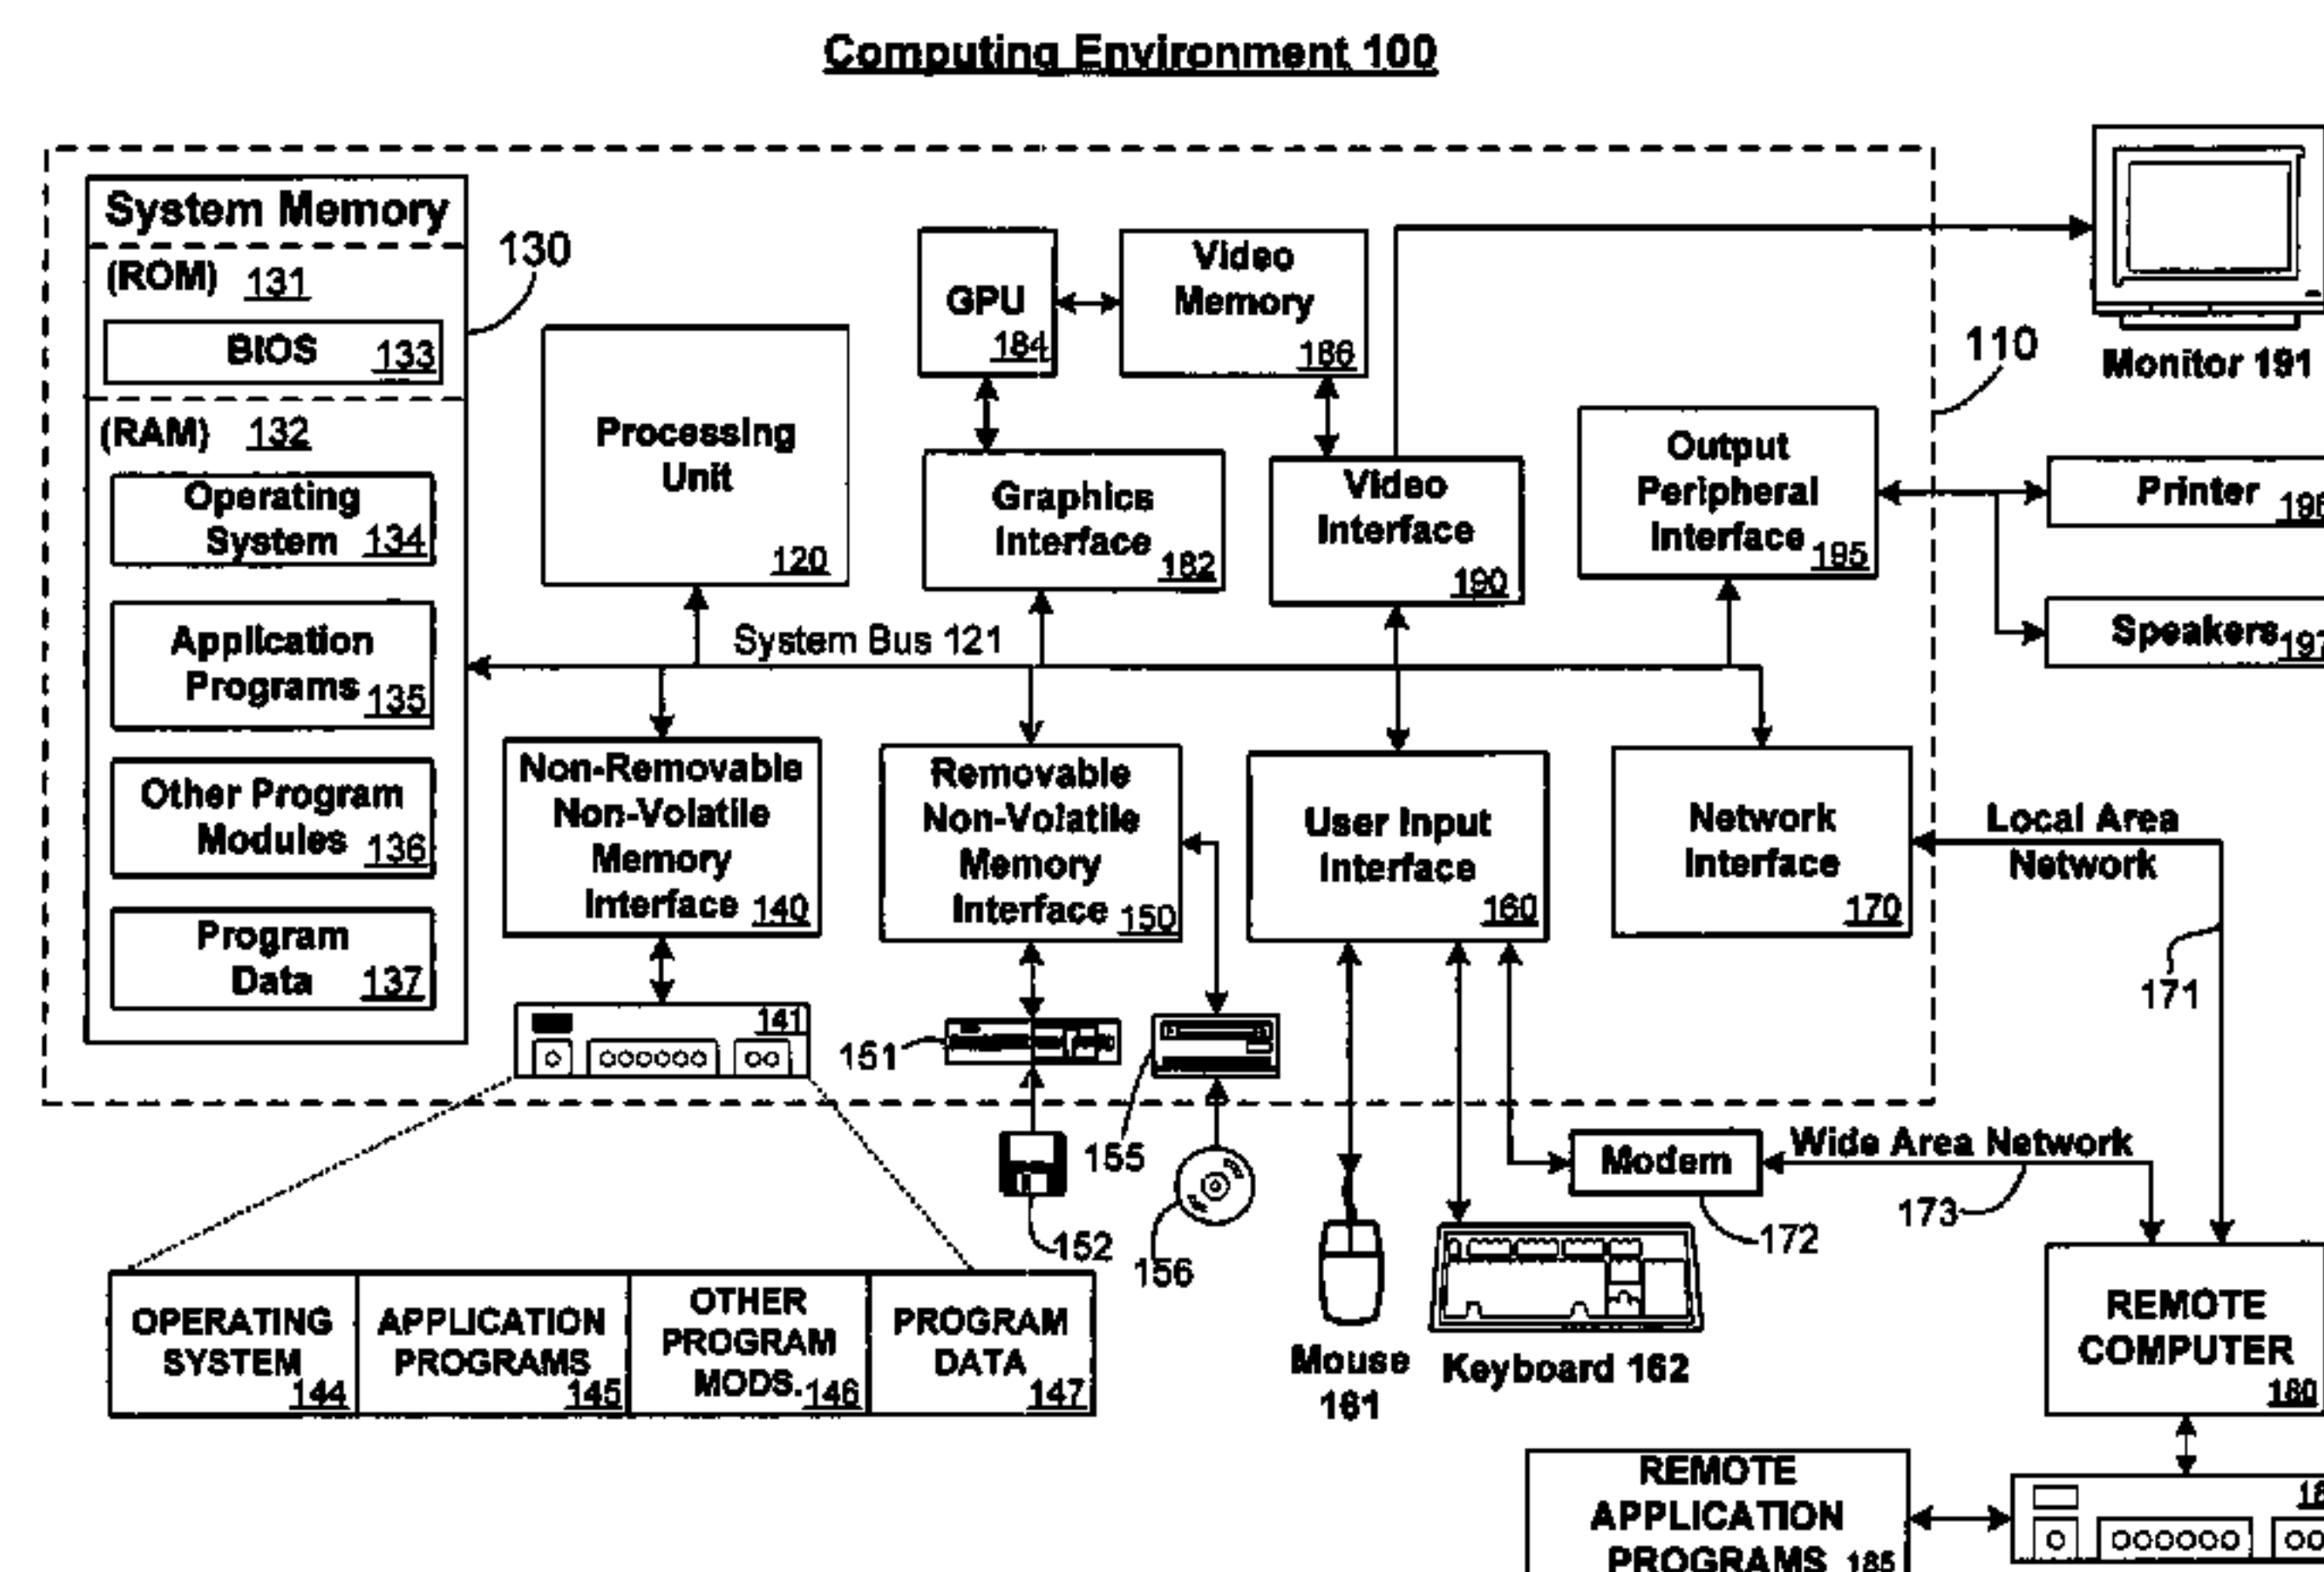 Computing Environment 100
System Memory
(ROM) 131
BIOS 133
(RAM) 132
Operating
System 134
Application
Programs 135
Other Program
Modules 136
Program
Data 137
130
Processing
Unit
120
GPU
184
Video
Memory
186
Graphics
Interface
182
Video
Interface
190
Output
Peripheral
Interface 195
110
Monitor 191
Printer
Speakers
System Bus 121
Non-Removable
Non-Volatile
Memory
Interface 140
Removable
Non-Volatile
Memory
Interface 150
User Input
Interface
160
Network
Interface
170
Local Area
Network
171
141
151
155
152
156
Modem
Wide Area Network
173
172
Mouse
161
Keyboard 162
OPERATING
SYSTEM
144
APPLICATION
PROGRAMS
145
OTHER
PROGRAM
MODS. 146
PROGRAM
DATA
147
REMOTE
COMPUTER
180
REMOTE
APPLICATION
PROGRAMS 185